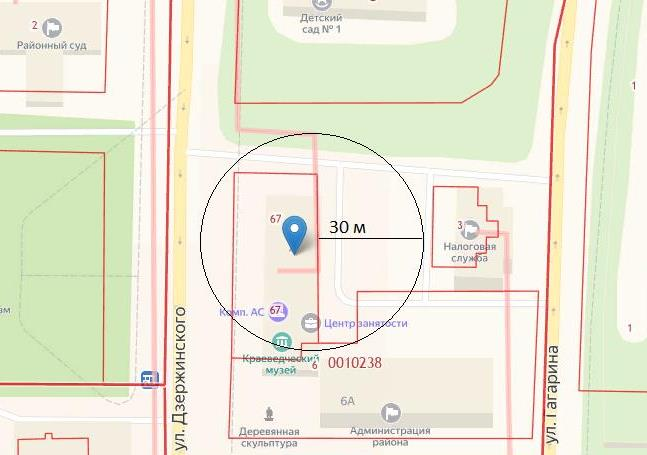 Детский
сад № 1
2
Районный суд
1
67
30 м
3
Налоговая
служба
67
Комп. АС
Центр занятости
Краеведческий
музей
6
0010238
1
6А
Деревянная
скульптура
Администрация
района
ул. Дзержинского
ул. Гагарина